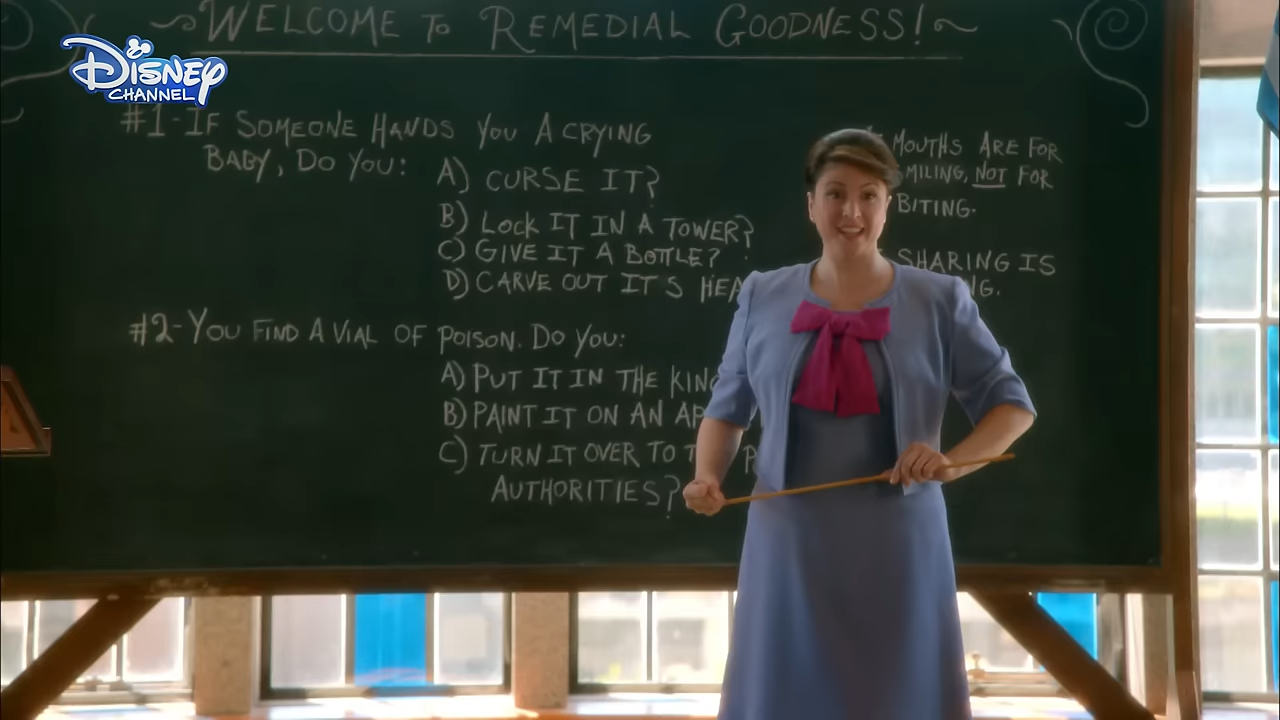 WELCOME TO REMEDIAL GOODNESS!
DISNEY
CHANNEL
#1-IF SOMEONE HANDS YOU A CRYING
BABY, DO YOU:
A) CURSE IT?
B) LOCK IT IN A TOWER?
C) GIVE IT A BOTTLE?
D) CARVE OUT IT'S
#2-YOU FIND A VIAL OF POISON. DO YOU:
A) PUT IT IN THE
B) PAINT IT ON AN
C) TURN IT OVER TO
AUTHORITIES?
MOUTHS ARE FOR
MILING, NOT FOR
BITING.
SHARING IS